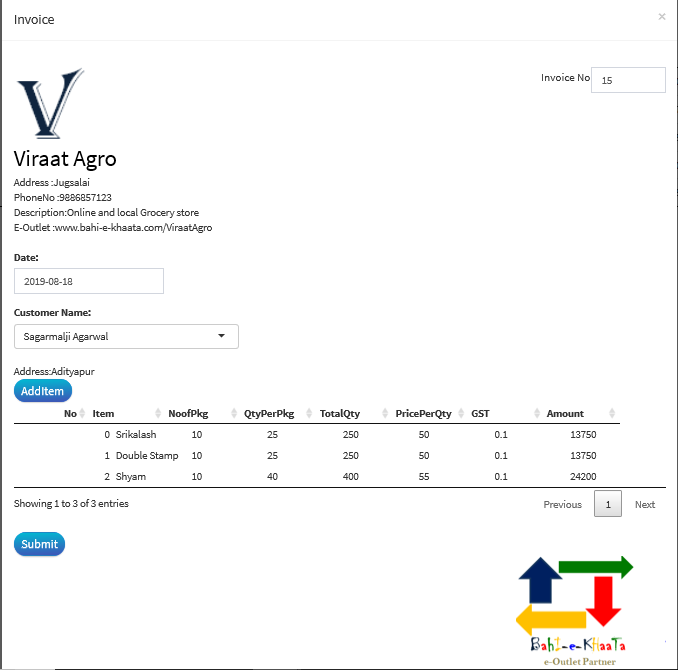 Invoice ×
Invoice No 15
V
Viraat Agro
Address :Jugsalai
PhoneNo :9886857123
Description:Online and local Grocery store
E-Outlet :www.bahi-e-khaata.com/ViraatAgro
Date:
2019-08-18
Customer Name:
Sagarmalji Agarwal
Address:Adityapur
AddItem
No Item NoofPkg QtyPerPkg TotalQty PricePerQty GST Amount
0 Srikalash 10 25 250 50 0.1 13750
1 Double Stamp 10 25 250 50 0.1 13750
2 Shyam 10 40 400 55 0.1 24200
Showing 1 to 3 of 3 entries Previous 1 Next
Submit
BahI-e-KHaaTa
e-Outlet Partner